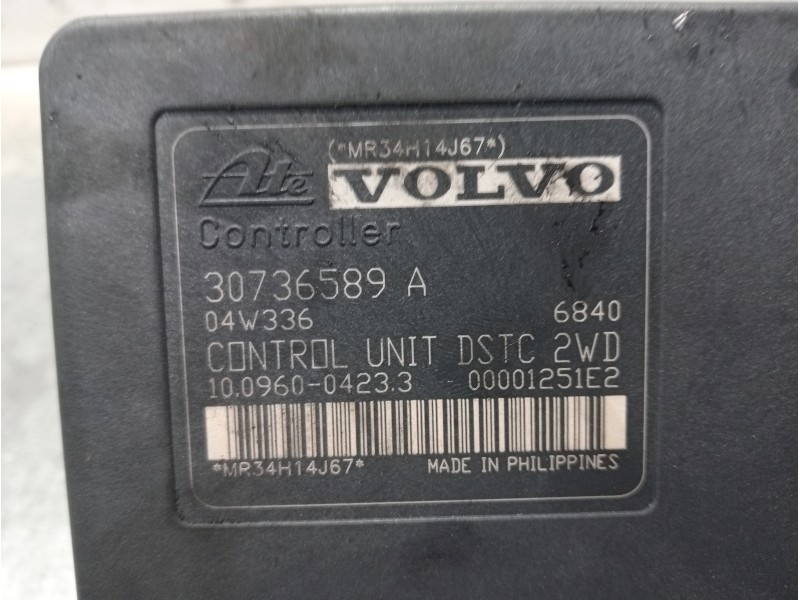 (*MR34H14J67*)
Ate VOLVO
Controller
30736589 A
04W336 6840
CONTROL UNIT DSTC 2WD
10.0960-0423.3 00001251E2
*MR34H14J67* MADE IN PHILIPPINES